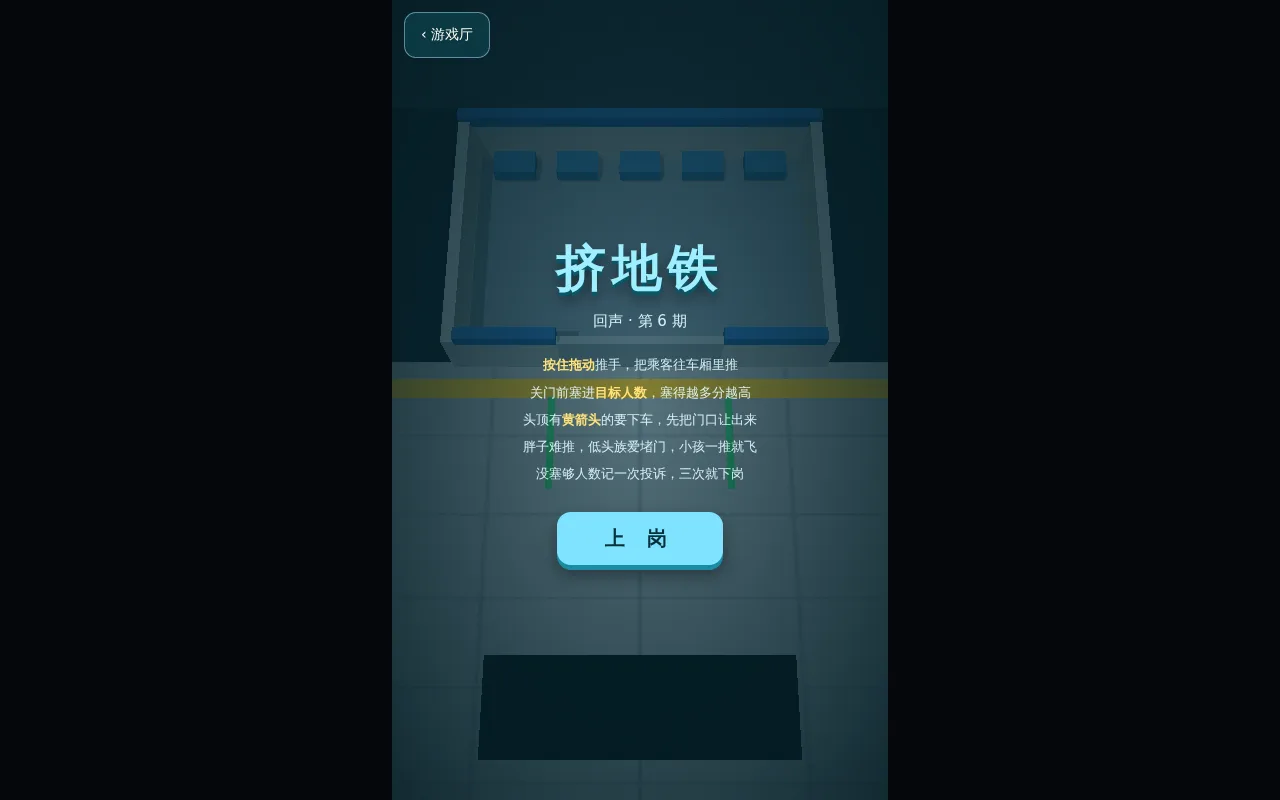 ‹ 游戏厅
挤地铁
回声 · 第 6 期
按住拖动推手，把乘客往车厢里推
关门前塞进目标人数，塞得越多分越高
头顶有黄箭头的要下车，先把门口让出来
胖子难推，低头族爱堵门，小孩一推就飞
没塞够人数记一次投诉，三次就下岗
上 岗